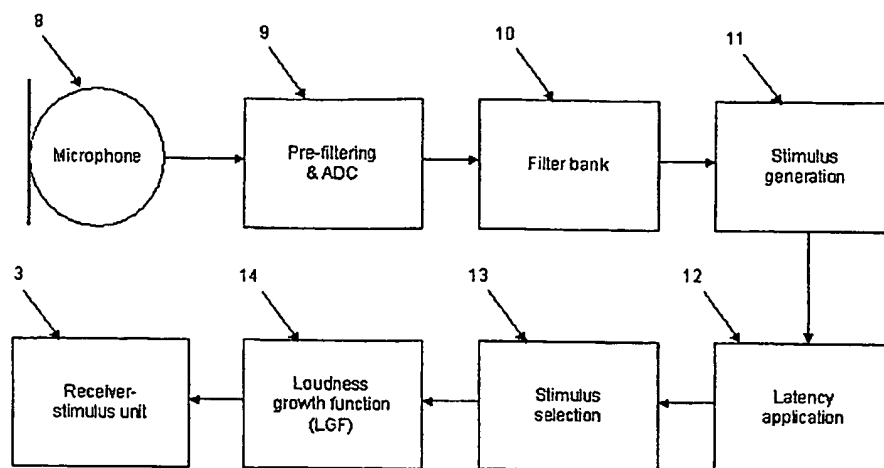 8
9
10
11
Microphone
Pre-filtering
& ADC
Filter bank
Stimulus
generation
3
14
13
12
Receiver-
stimulus unit
Loudness
growth function
(LGF)
Stimulus
selection
Latency
application